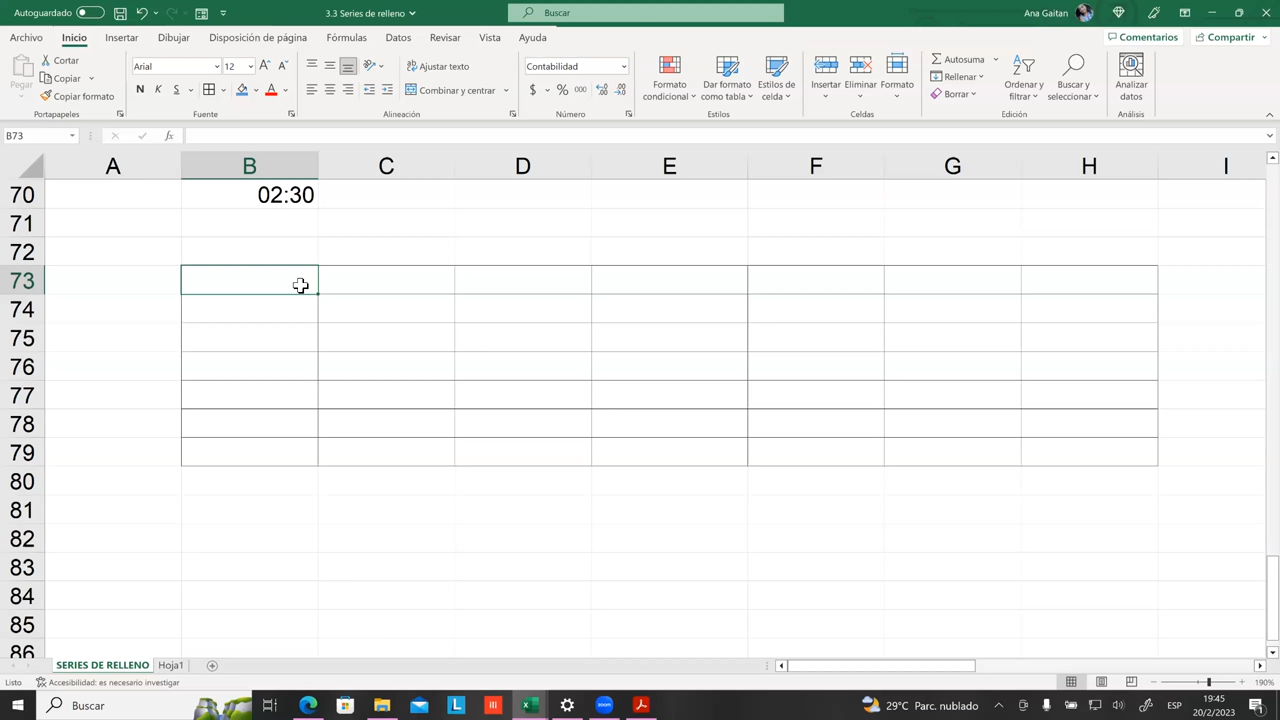 Autoguardado
3.3 Series de relleno
Buscar
Ana Gaitan
Archivo Inicio Insertar Dibujar Disposición de página Fórmulas Datos Revisar Vista Ayuda
Comentarios Compartir
Pegar
Cortar
Copiar
Copiar formato
Portapapeles
Arial 12
N K S
Fuente
Ajustar texto
Combinar y centrar
Alineación
Contabilidad
$ % 000
Número
Formato condicional
Dar formato como tabla
Estilos de celda
Estilos
Insertar Eliminar Formato
Celdas
Autosuma
Rellenar
Borrar
Ordenar y filtrar
Buscar y seleccionar
Edición
Analizar datos
Análisis
B73
fx
A B C D E F G H I
70 02:30
71
72
73
74
75
76
77
78
79
80
81
82
83
84
85
86
SERIES DE RELLENO Hoja1
Listo Accesibilidad: es necesario investigar 190%
Buscar
29°C Parc. nublado
ESP
19:45
20/2/2023